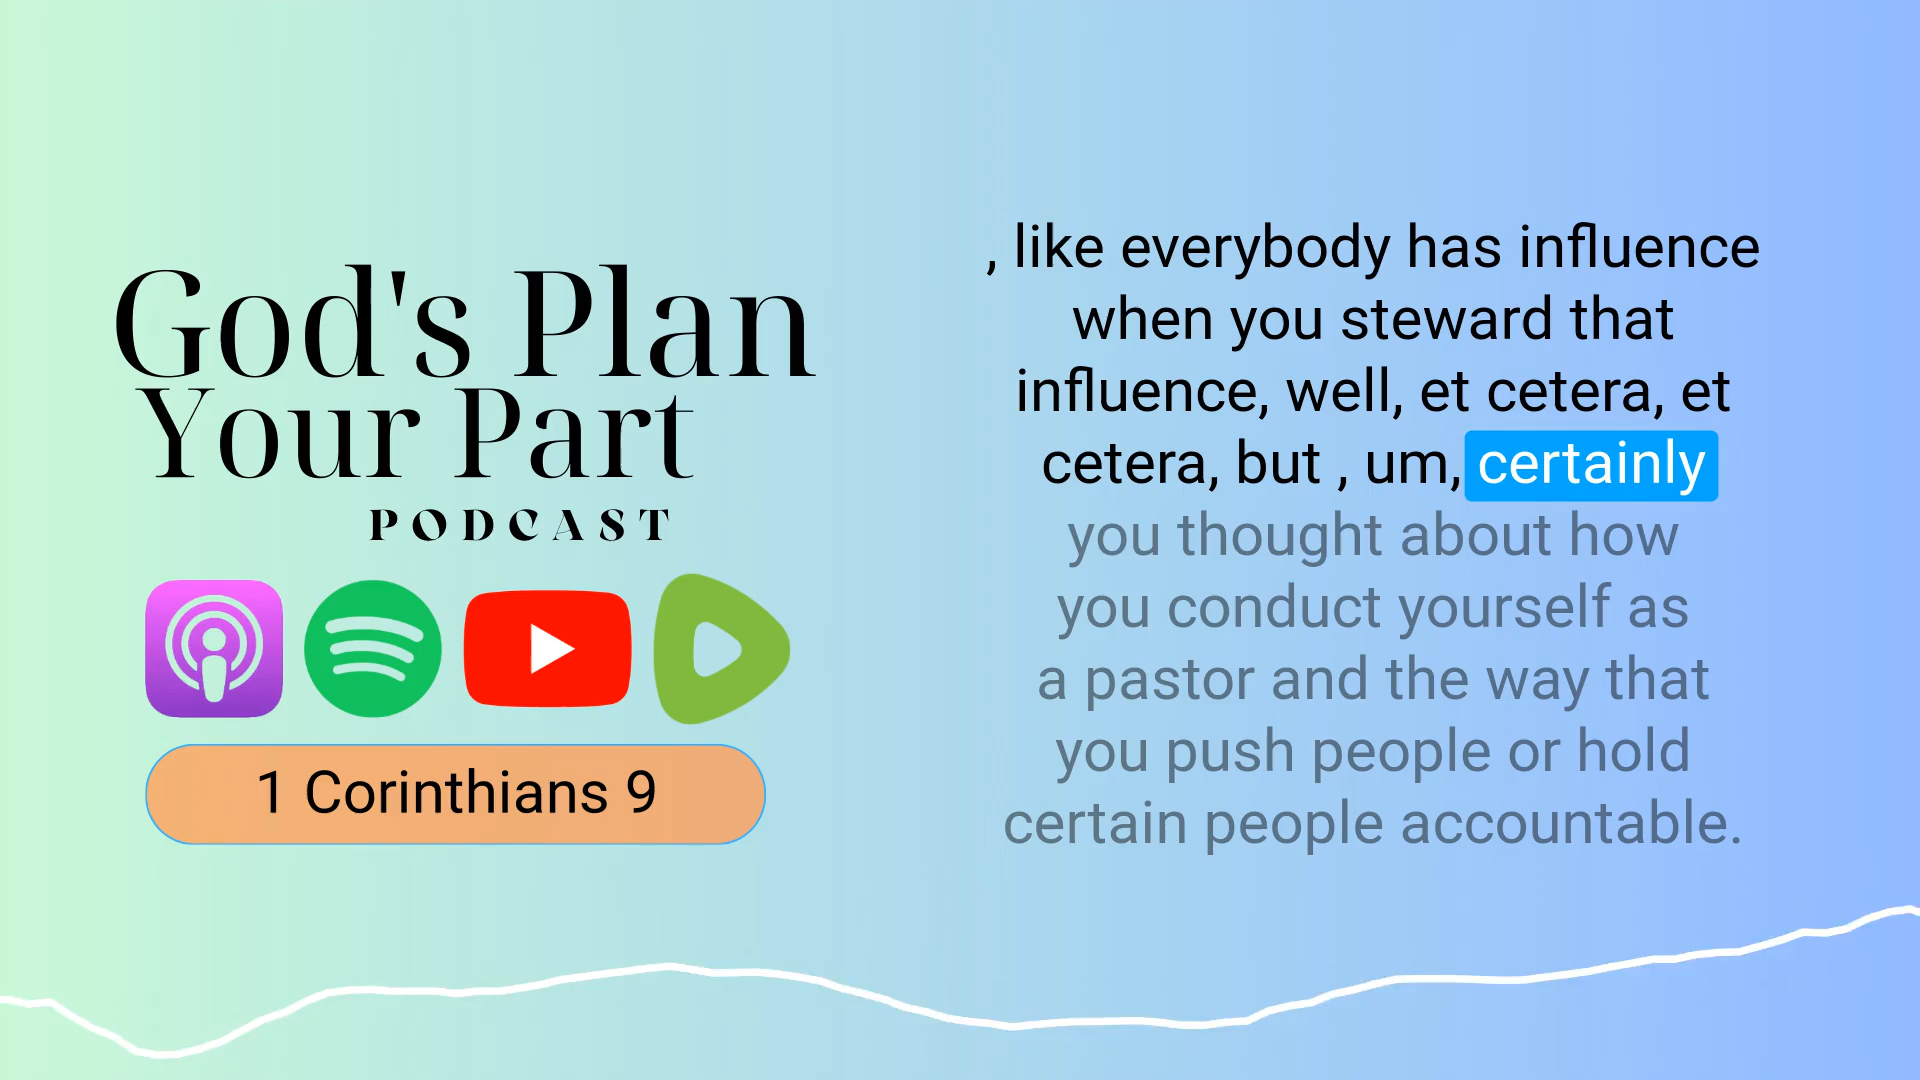 God's Plan
Your Part
PODCAST
1 Corinthians 9
, like everybody has influence
when you steward that
influence, well, et cetera, et
cetera, but , um, certainly
you thought about how
you conduct yourself as
a pastor and the way that
you push people or hold
certain people accountable.